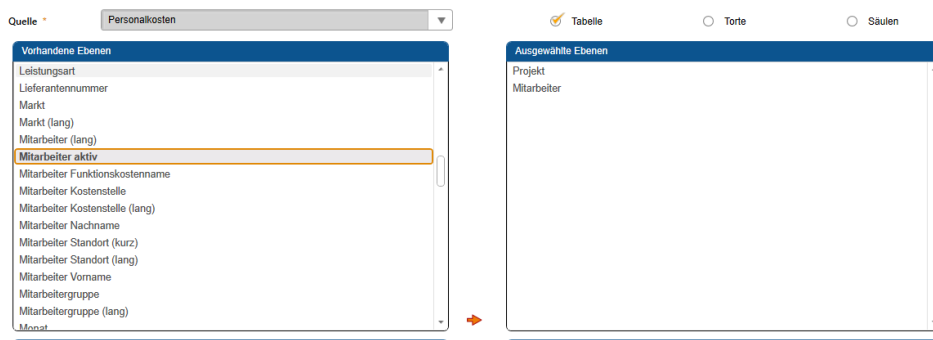 Quelle *
Personalkosten
Tabelle
Torte
Säulen
Vorhandene Ebenen
Leistungsart
Lieferantennummer
Markt
Markt (lang)
Mitarbeiter (lang)
Mitarbeiter aktiv
Mitarbeiter Funktionskostenname
Mitarbeiter Kostenstelle
Mitarbeiter Kostenstelle (lang)
Mitarbeiter Nachname
Mitarbeiter Standort (kurz)
Mitarbeiter Standort (lang)
Mitarbeiter Vorname
Mitarbeitergruppe
Mitarbeitergruppe (lang)
Monat
Ausgewählte Ebenen
Projekt
Mitarbeiter